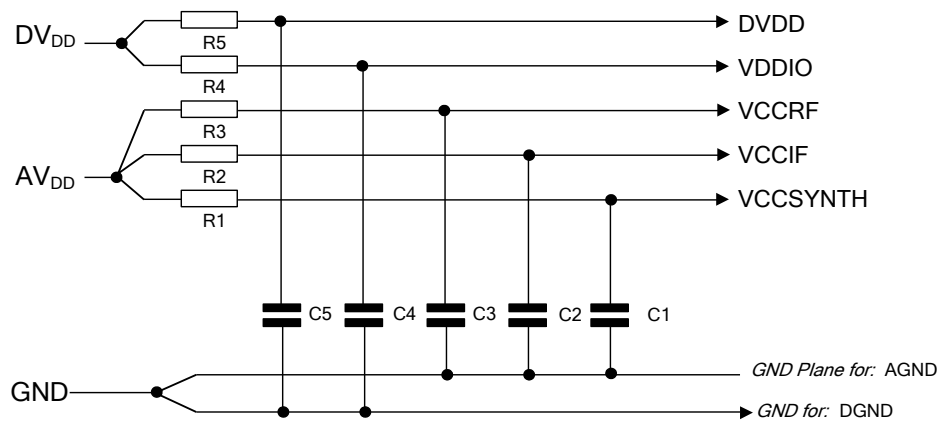 DVDD
R5
DVDD
R4
VDDIO
R3
VCCRF
AVDD
R2
VCCIF
R1
VCCSYNTH
C5
C4
C3
C2
C1
GND
GND Plane for: AGND
GND for: DGND